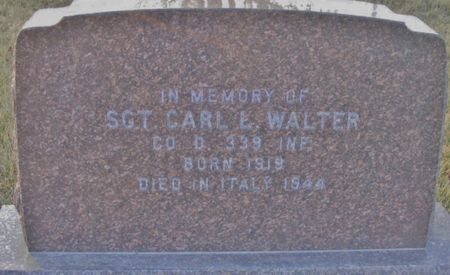 IN MEMORY OF
SGT. CARL L. WALTER
CO D. 339 INF.
BORN 1919
DIED IN ITALY 1944